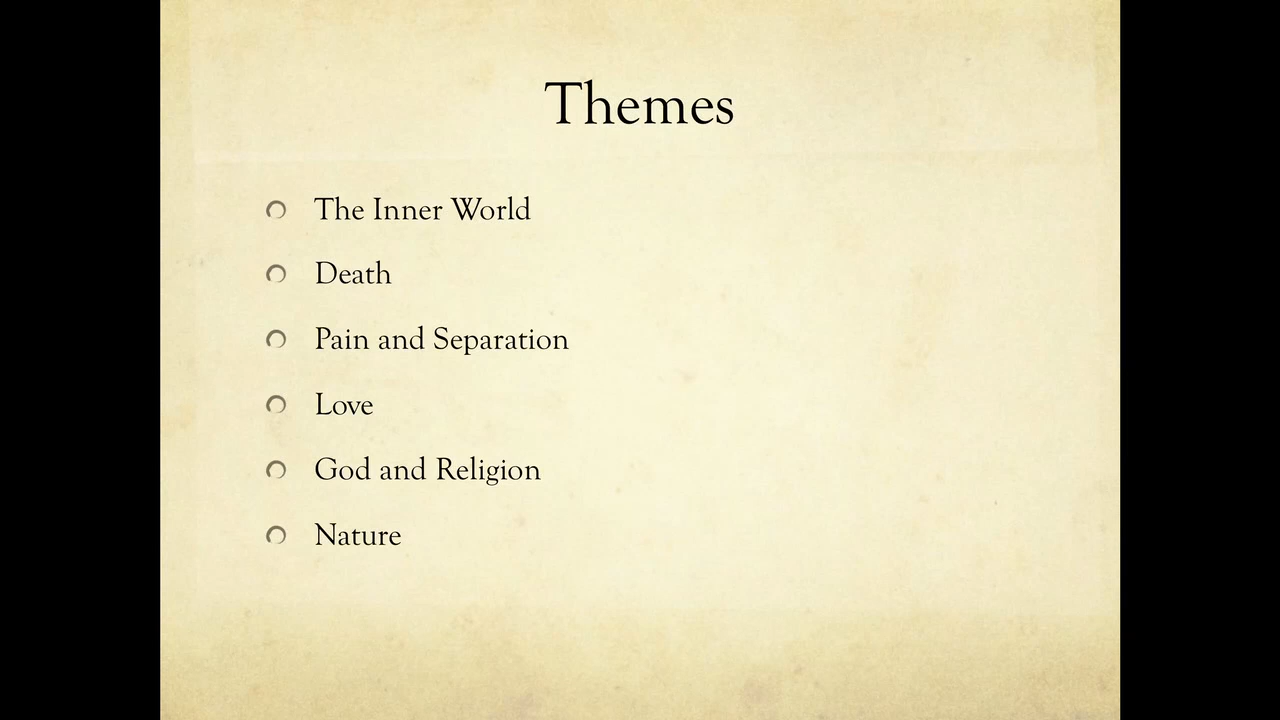 Themes
The Inner World
Death
Pain and Separation
Love
God and Religion
Nature